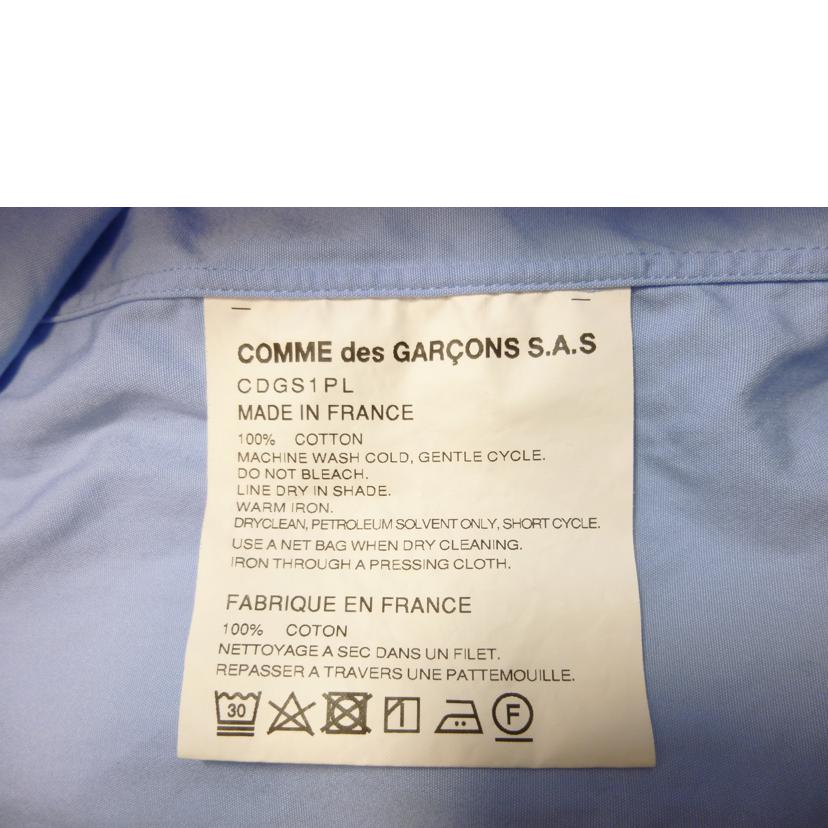 COMME des GARÇONS S.A.S
CDGS1PL
MADE IN FRANCE
100% COTTON
MACHINE WASH COLD, GENTLE CYCLE.
DO NOT BLEACH.
LINE DRY IN SHADE.
WARM IRON.
DRYCLEAN, PETROLEUM SOLVENT ONLY, SHORT CYCLE.
USE A NET BAG WHEN DRY CLEANING.
IRON THROUGH A PRESSING CLOTH.
FABRIQUE EN FRANCE
100% COTON
NETTOYAGE A SEC DANS UN FILET.
REPASSER A TRAVERS UNE PATTEMOUILLE.
30 F